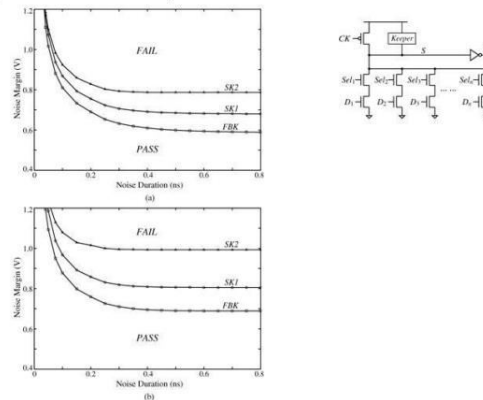 1.2
1.0
0.8
0.6
0.4
Noise Margin (V)
FAIL
SK2
SK1
FBK
PASS
0 0.2 0.4 0.6 0.8
Noise Duration (ns)
(a)
1.2
1.0
0.8
0.6
0.4
Noise Margin (V)
FAIL
SK2
SK1
FBK
PASS
0 0.2 0.4 0.6 0.8
Noise Duration (ns)
(b)
CK
Keeper
S
Sel1 Sel2 Sel3 Seln
D1 D2 D3 ... ... Dn